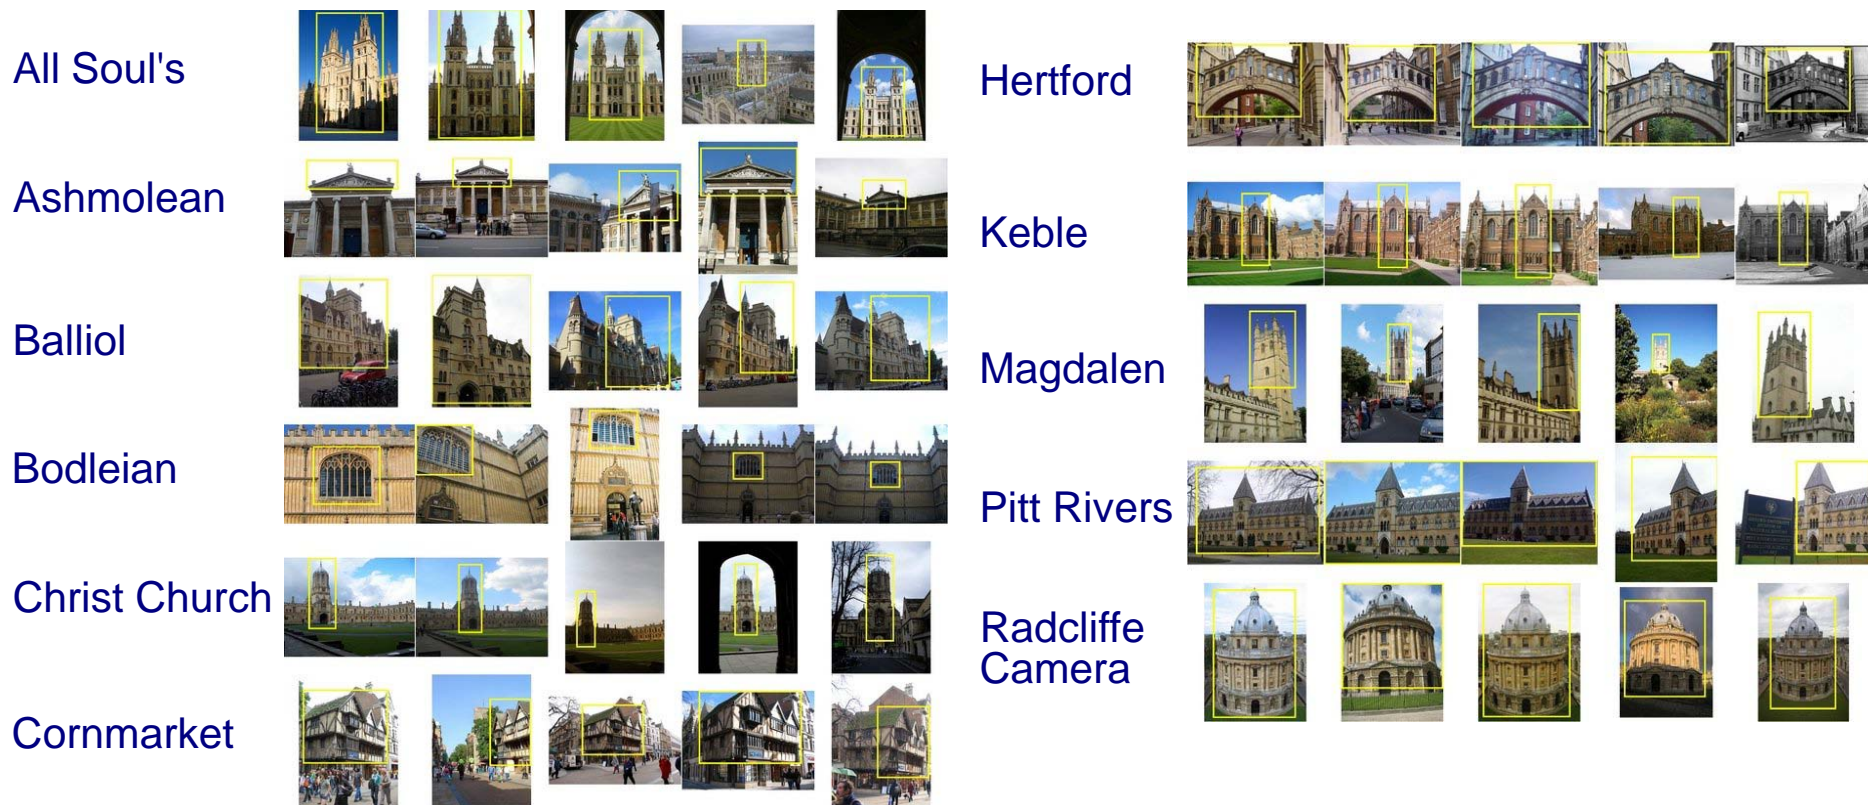 All Soul's
Ashmolean
Balliol
Bodleian
Christ Church
Cornmarket
Hertford
Keble
Magdalen
Pitt Rivers
Radcliffe
Camera